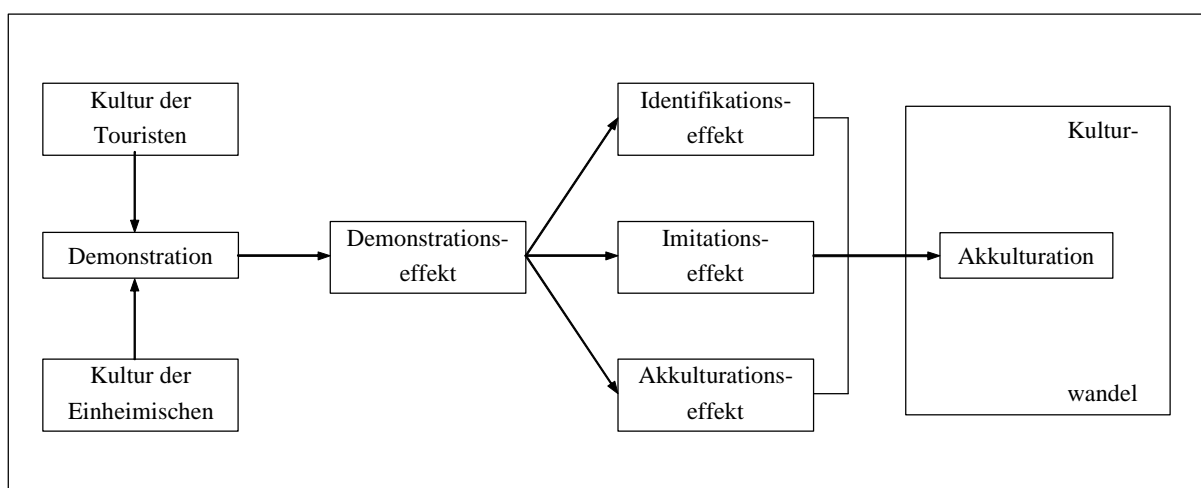 Kultur der
Touristen
Demonstration
Kultur der
Einheimischen
Demonstrations-
effekt
Identifikations-
effekt
Imitations-
effekt
Akkulturations-
effekt
Kultur-
Akkulturation
wandel